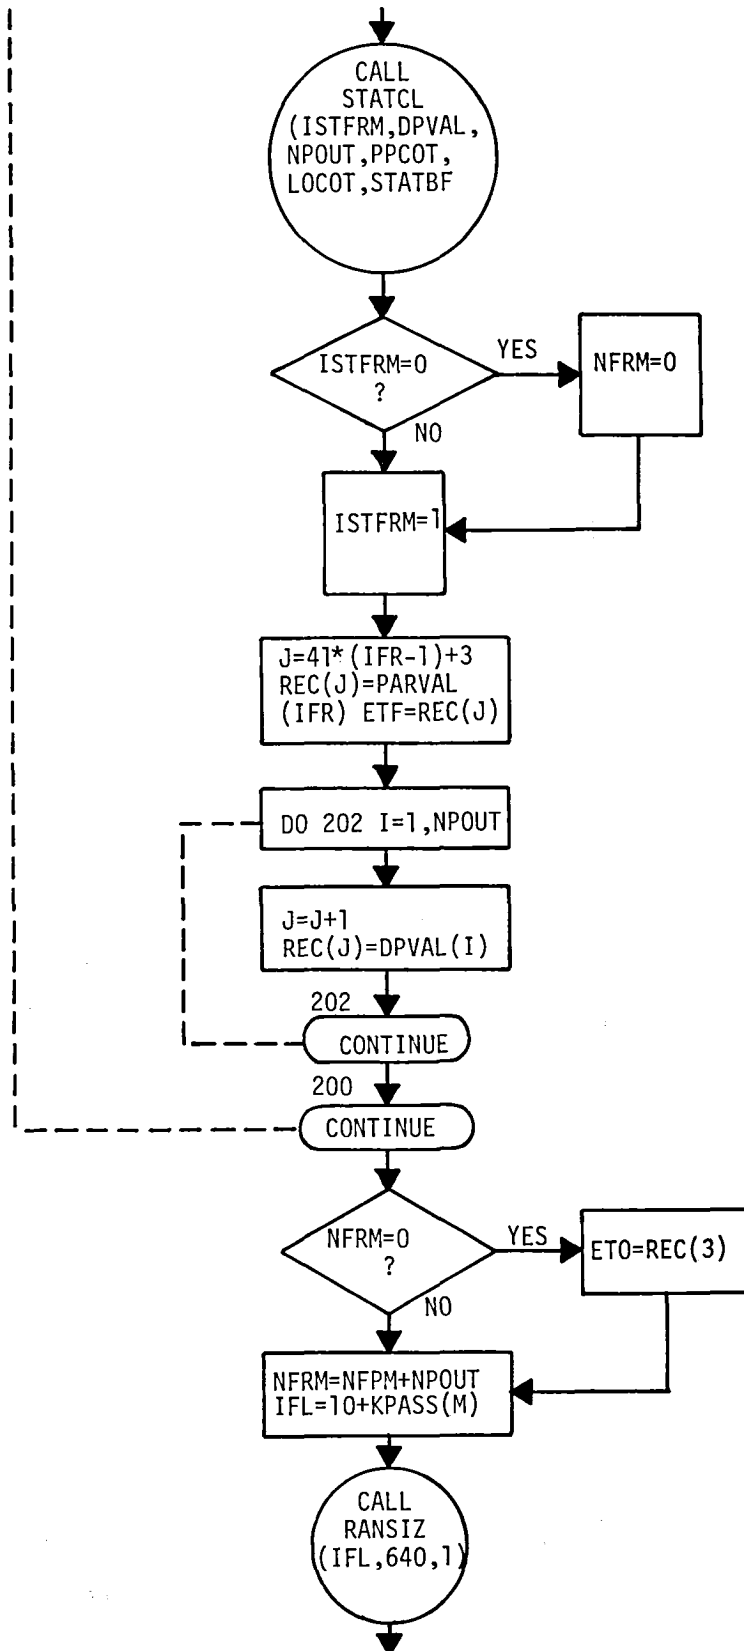 CALL
STATCL
(ISTFRM,DPVAL,
NPOUT,PPCOT,
LOCOT,STATBF
ISTFRM=0
?
YES
NFRM=0
NO
ISTFRM=1
J=41*(IFR-1)+3
REC(J)=PARVAL
(IFR) ETF=REC(J)
DO 202 I=1,NPOUT
J=J+1
REC(J)=DPVAL(I)
202
CONTINUE
200
CONTINUE
NFRM=0
?
YES
ETO=REC(3)
NO
NFRM=NFPM+NPOUT
IFL=10+KPASS(M)
CALL
RANSIZ
(IFL,640,1)